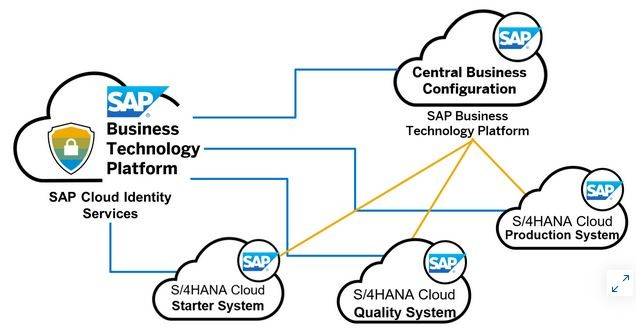 SAP
Business
Technology
Platform
SAP Cloud Identity
Services
SAP
Central Business
Configuration
SAP Business
Technology Platform
SAP
S/4HANA Cloud
Production System
SAP
S/4HANA Cloud
Starter System
SAP
S/4HANA Cloud
Quality System